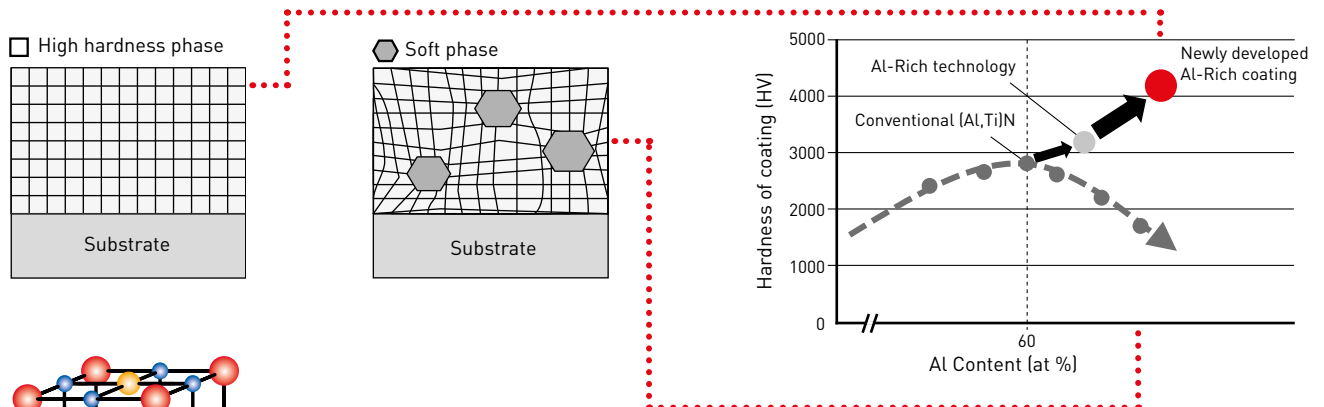 High hardness phase
Substrate
Soft phase
Substrate
Hardness of coating (HV)
5000
4000
3000
2000
1000
0
Al-Rich technology
Conventional (Al,Ti)N
Newly developed
Al-Rich coating
60
Al Content (at %)